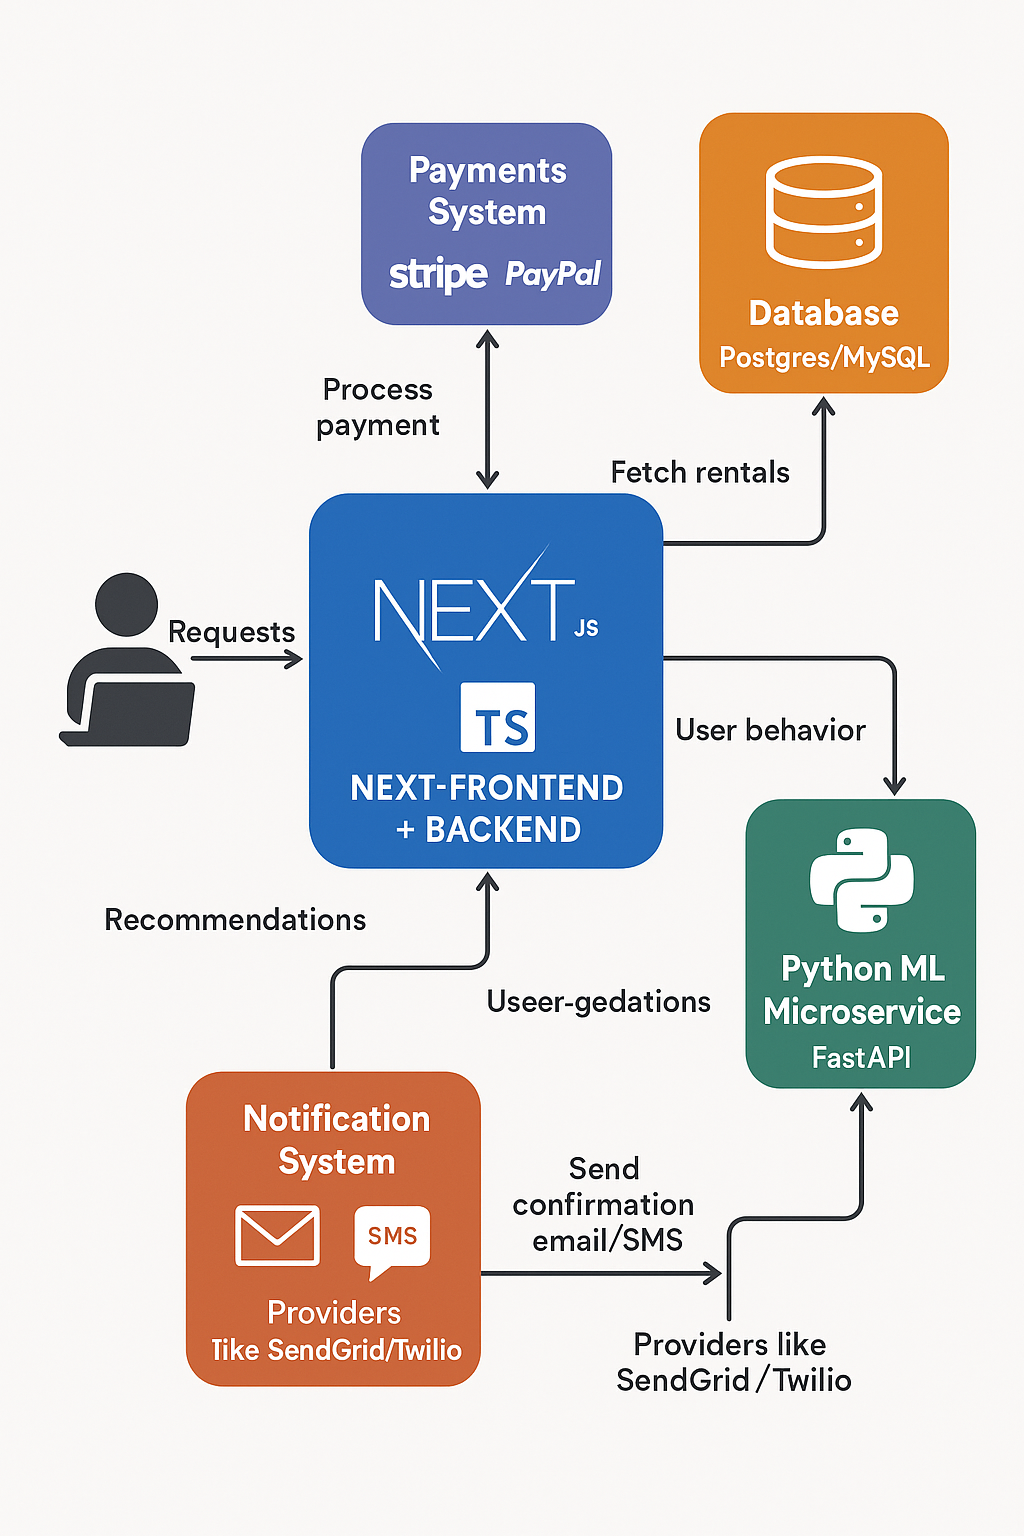 Payments
System
stripe PayPal
Database
Postgres/MySQL
Process
payment
Fetch rentals
NEXT.JS
Requests
TS
NEXT-FRONTEND
+ BACKEND
User behavior
Python ML
Microservice
FastAPI
Recommendations
Useer-gedations
Notification
System
SMS
Providers
Tike SendGrid/Twilio
Send
confirmation
email/SMS
Providers like
SendGrid/Twilio